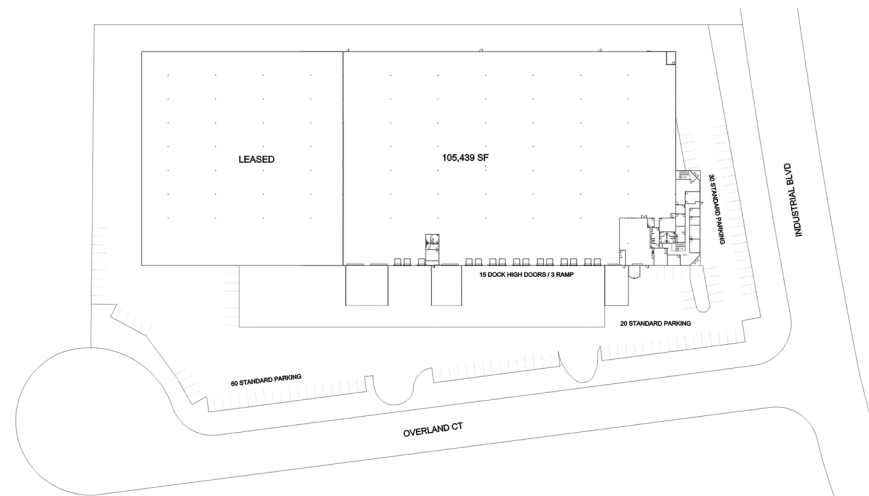 LEASED
105,439 SF
INDUSTRIAL BLVD
30 STANDARD PARKING
15 DOCK HIGH DOORS / 3 RAMP
20 STANDARD PARKING
60 STANDARD PARKING
OVERLAND CT